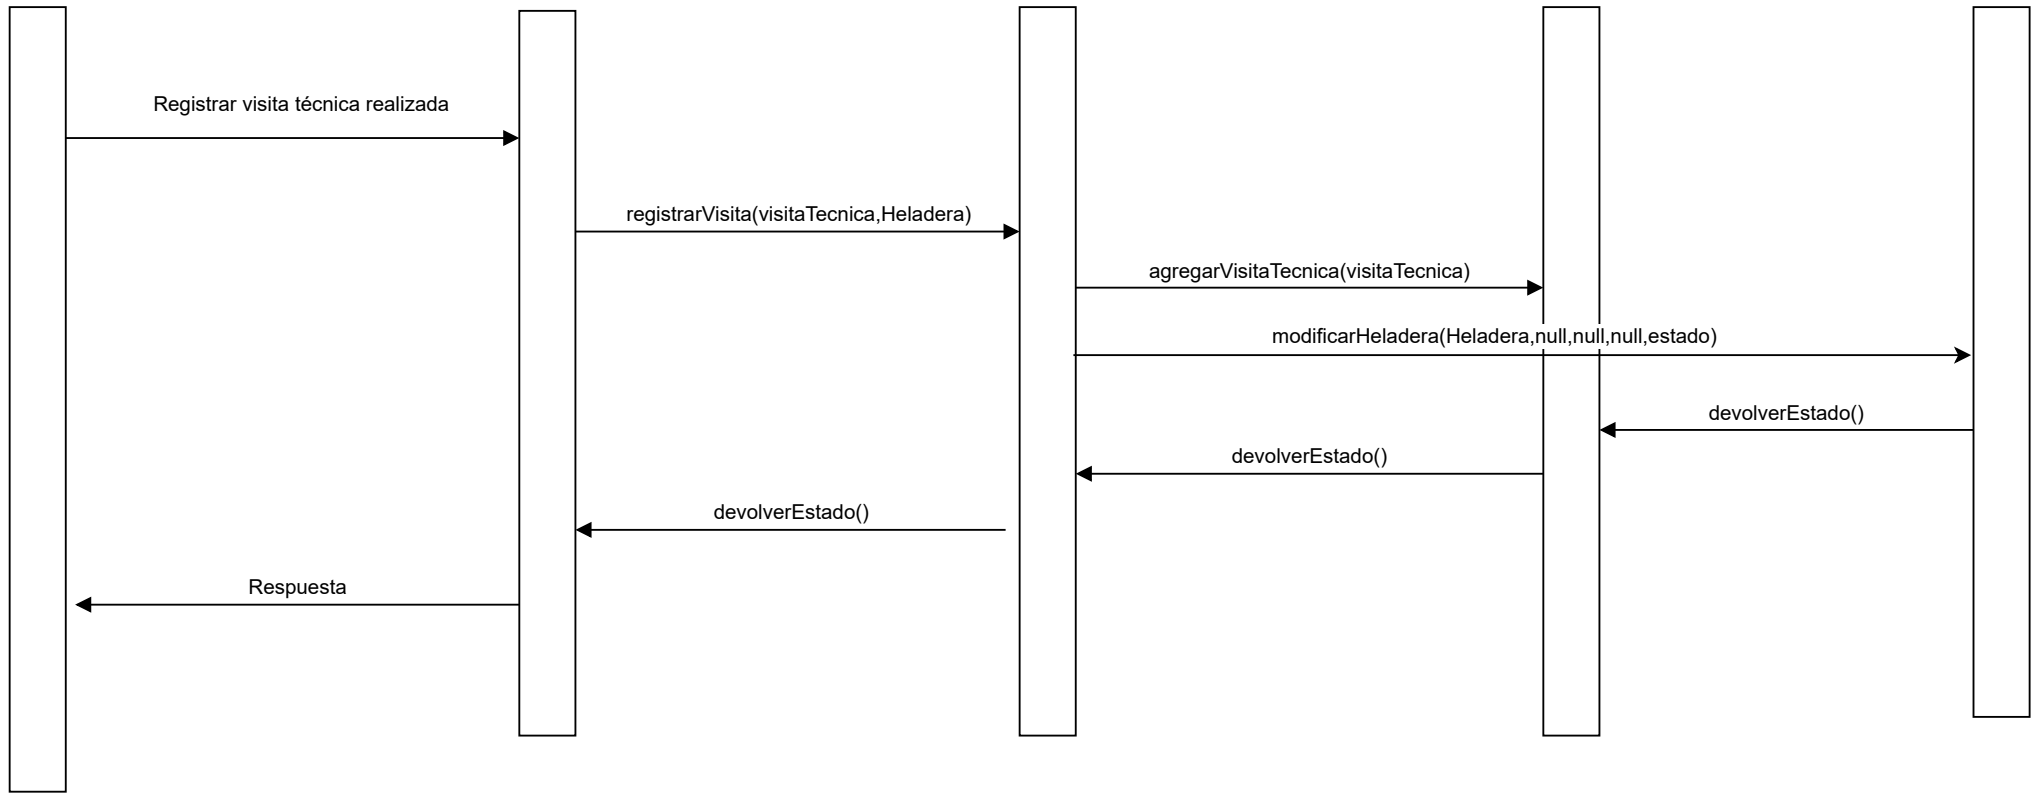 Registrar visita técnica realizada
registrarVisita(visitaTecnica,Heladera)
agregarVisitaTecnica(visitaTecnica)
modificarHeladera(Heladera,null,null,null,estado)
devolverEstado()
devolverEstado()
devolverEstado()
Respuesta